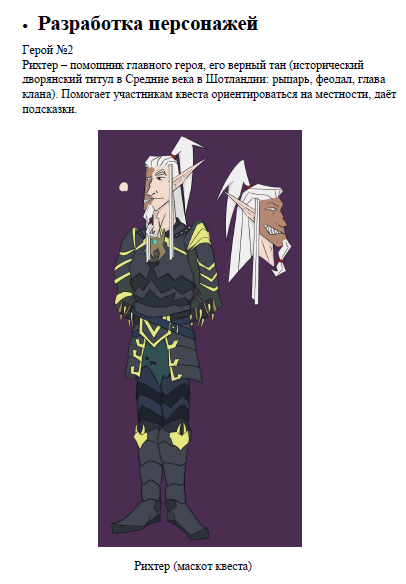 • Разработка персонажей
Герой №2
Рихтер – помощник главного героя, его верный тан (исторический
дворянский титул в Средние века в Шотландии: рыцарь, феодал, глава
клана). Помогает участникам квеста ориентироваться на местности, даёт
подсказки.
Рихтер (маскот квеста)